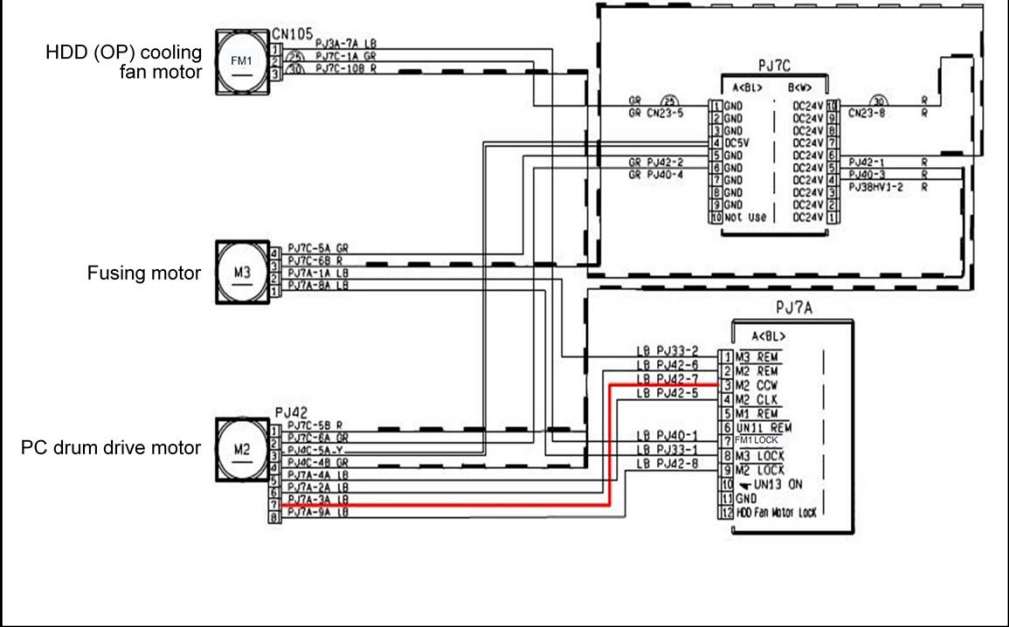 HDD (OP) cooling
fan motor
FM1
CN105
1 PJ3A-7A LB
2 25 PJ7C-1A GR
3 30 PJ7C-10B R
PJ7C
A<BL> B<W>
GR 25 1 GND DC24V 10 30 R
GR CN23-5 2 GND DC24V 9 CN23-8 R
3 GND DC24V 8
4 DC5V DC24V 7
5 GND DC24V 6
GR PJ42-2 6 GND DC24V 5 PJ42-1 R
GR PJ40-4 7 GND DC24V 4 PJ40-3 R
8 GND DC24V 3 PJ38HV1-2 R
9 GND DC24V 2
10 Not Use DC24V 1
Fusing motor
M3
4 PJ7C-5A GR
3 PJ7C-6B R
2 PJ7A-1A LB
1 PJ7A-8A LB
PJ7A
A<BL>
LB PJ33-2 1 M3 REM
LB PJ42-6 2 M2 REM
LB PJ42-7 3 M2 CCW
LB PJ42-5 4 M2 CLK
5 M1 REM
6 UN11 REM
LB PJ40-1 7 FM1 LOCK
LB PJ33-1 8 M3 LOCK
LB PJ42-8 9 M2 LOCK
10 UN13 ON
11 GND
12 HDD Fan Motor Lock
PC drum drive motor
M2
PJ42
1 PJ7C-5B R
2 PJ7C-6A GR
3 PJ4C-5A Y
4 PJ4C-4B GR
5 PJ7A-4A LB
6 PJ7A-2A LB
7 PJ7A-3A LB
8 PJ7A-9A LB